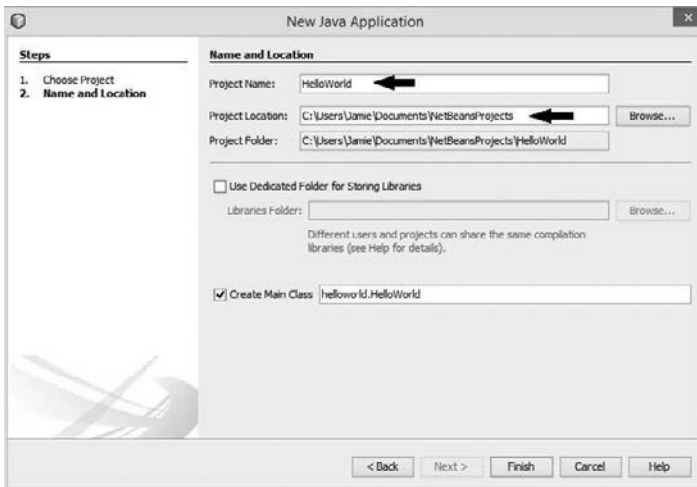 New Java Application
Steps
1. Choose Project
2. Name and Location
Name and Location
Project Name: HelloWorld
Project Location: C:\Users\Jamie\Documents\NetBeansProjects Browse...
Project Folder: C:\Users\Jamie\Documents\NetBeansProjects\HelloWorld
Use Dedicated Folder for Storing Libraries
Libraries Folder: Browse...
Different users and projects can share the same compilation
libraries (see Help for details).
Create Main Class helloworld.HelloWorld
< Back Next > Finish Cancel Help